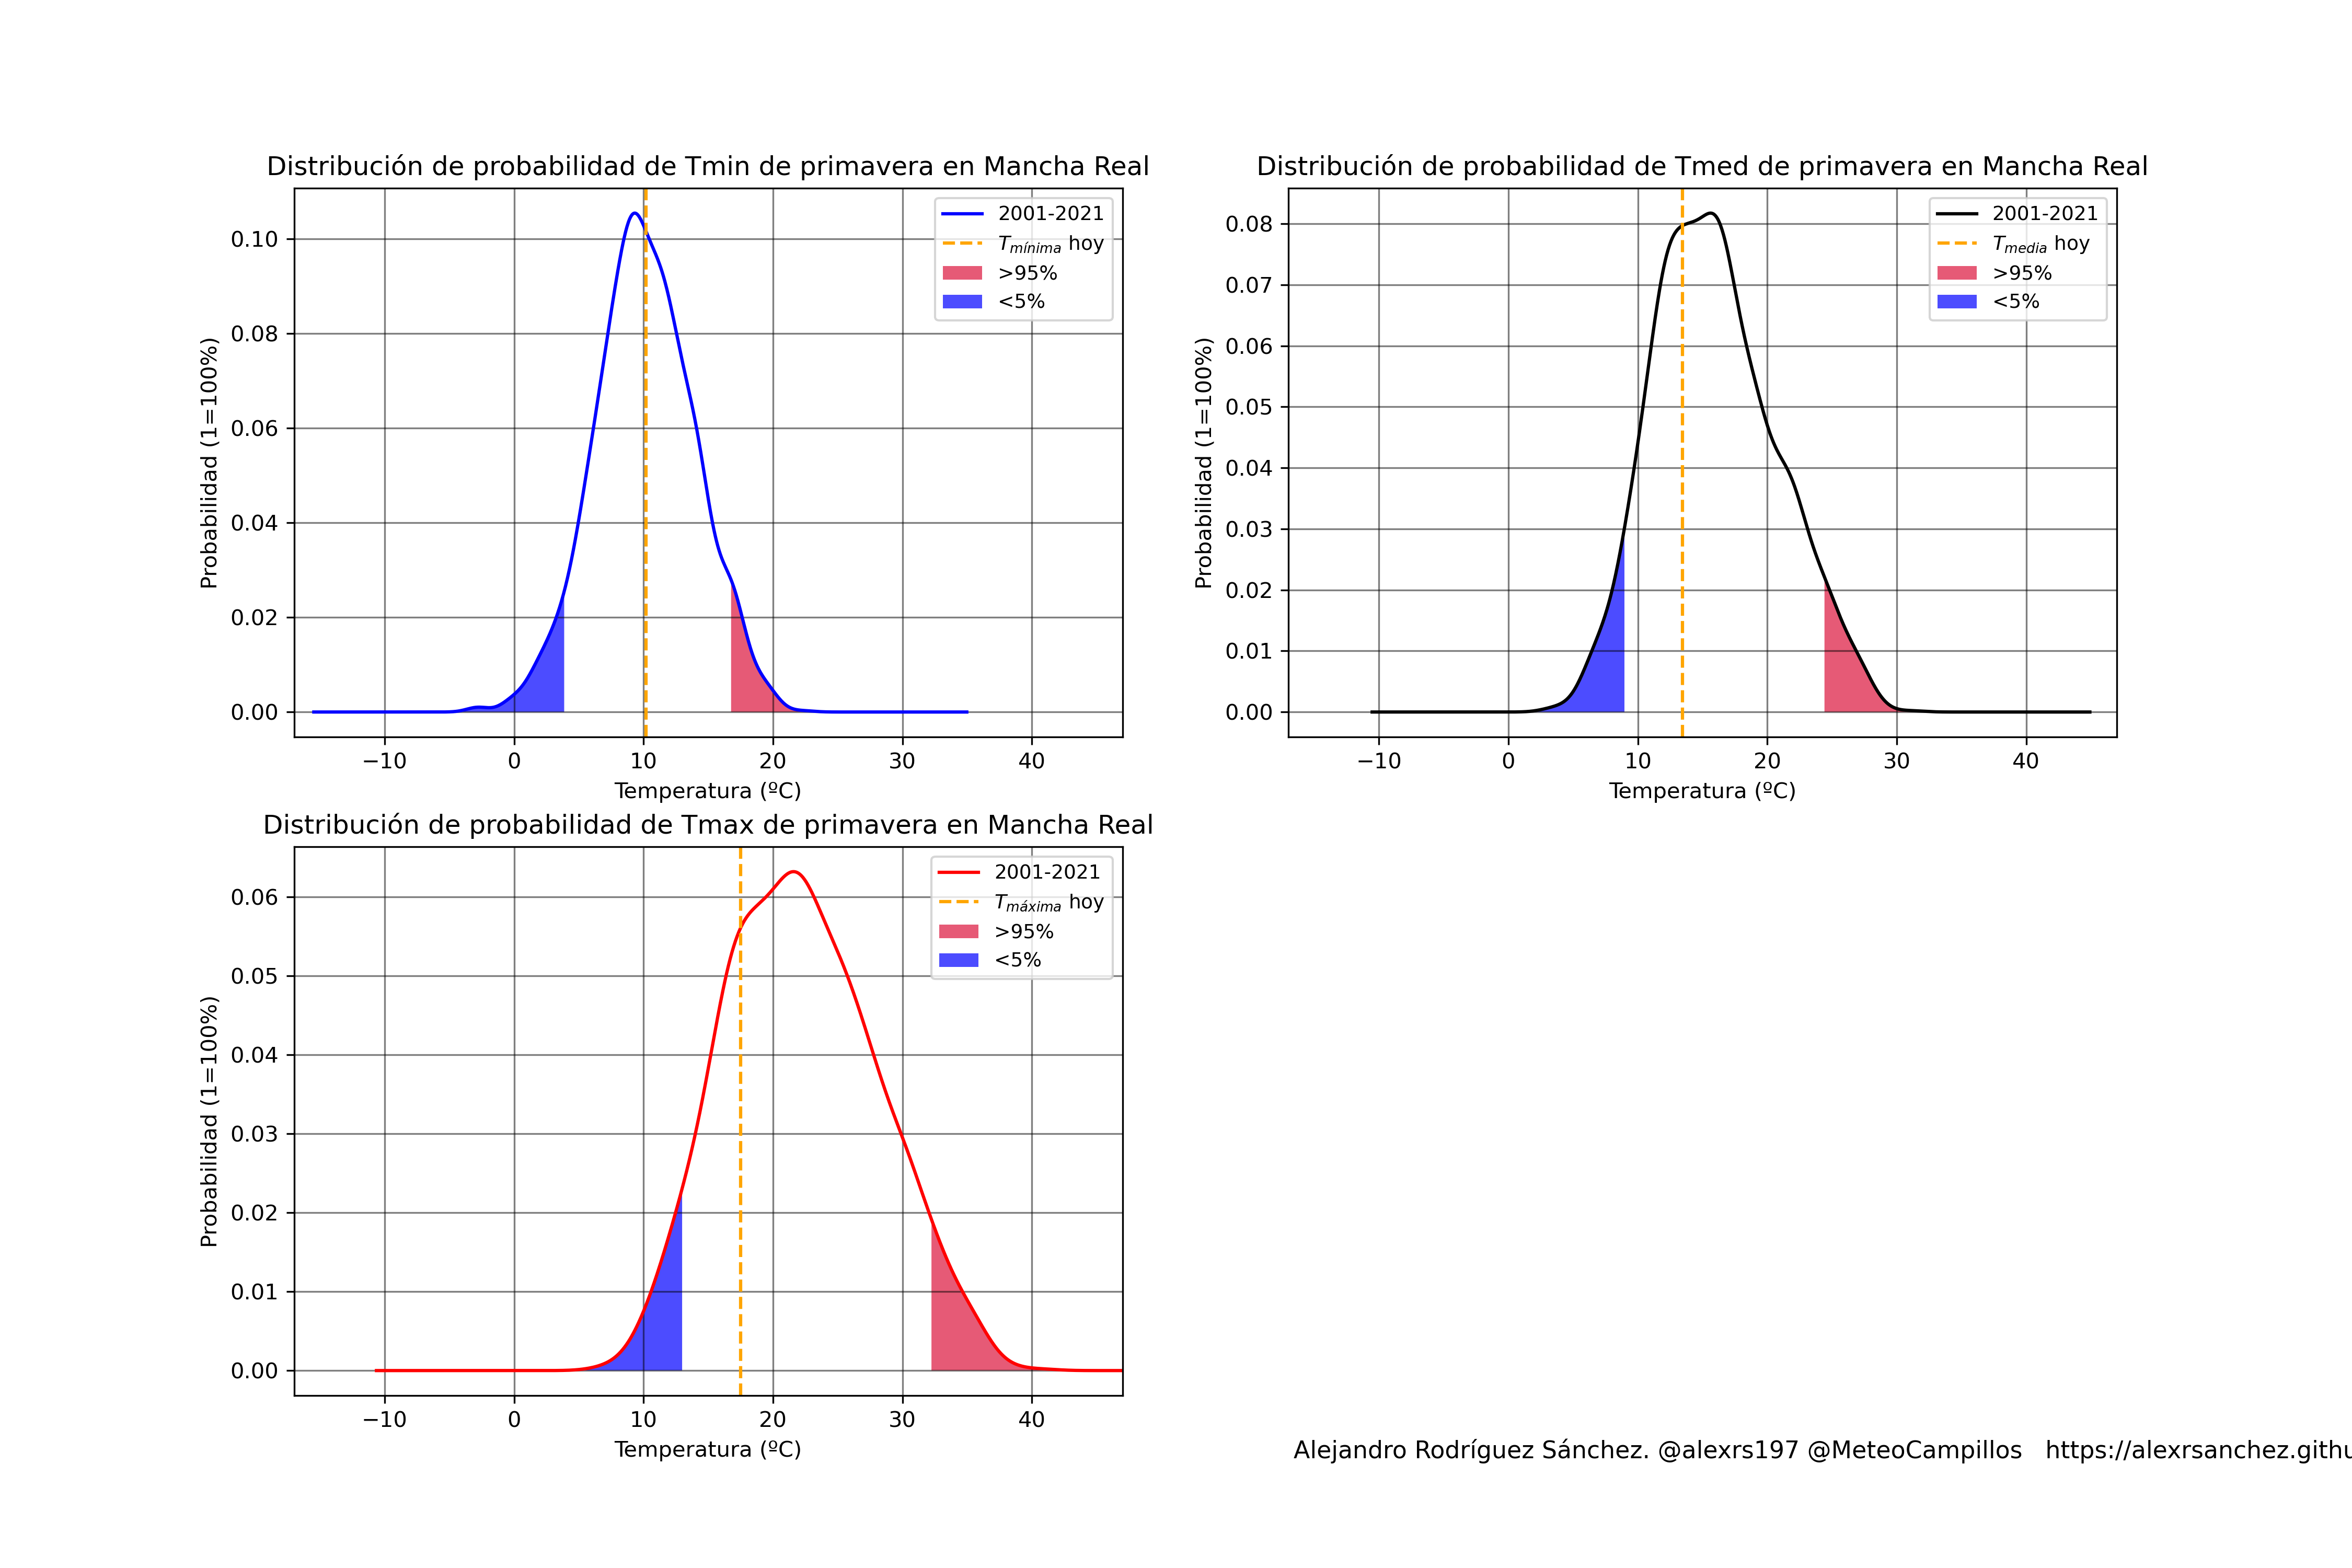 Distribución de probabilidad de Tmin de primavera en Mancha Real
Probabilidad (1=100%)
0.10
0.08
0.06
0.04
0.02
0.00
−10 0 10 20 30 40
Temperatura (ºC)
2001-2021
Tmínima hoy
>95%
<5%
Distribución de probabilidad de Tmed de primavera en Mancha Real
Probabilidad (1=100%)
0.08
0.07
0.06
0.05
0.04
0.03
0.02
0.01
0.00
−10 0 10 20 30 40
Temperatura (ºC)
2001-2021
Tmedia hoy
>95%
<5%
Distribución de probabilidad de Tmax de primavera en Mancha Real
Probabilidad (1=100%)
0.06
0.05
0.04
0.03
0.02
0.01
0.00
−10 0 10 20 30 40
Temperatura (ºC)
2001-2021
Tmáxima hoy
>95%
<5%
Alejandro Rodríguez Sánchez. @alexrs197 @MeteoCampillos https://alexrsanchez.githu